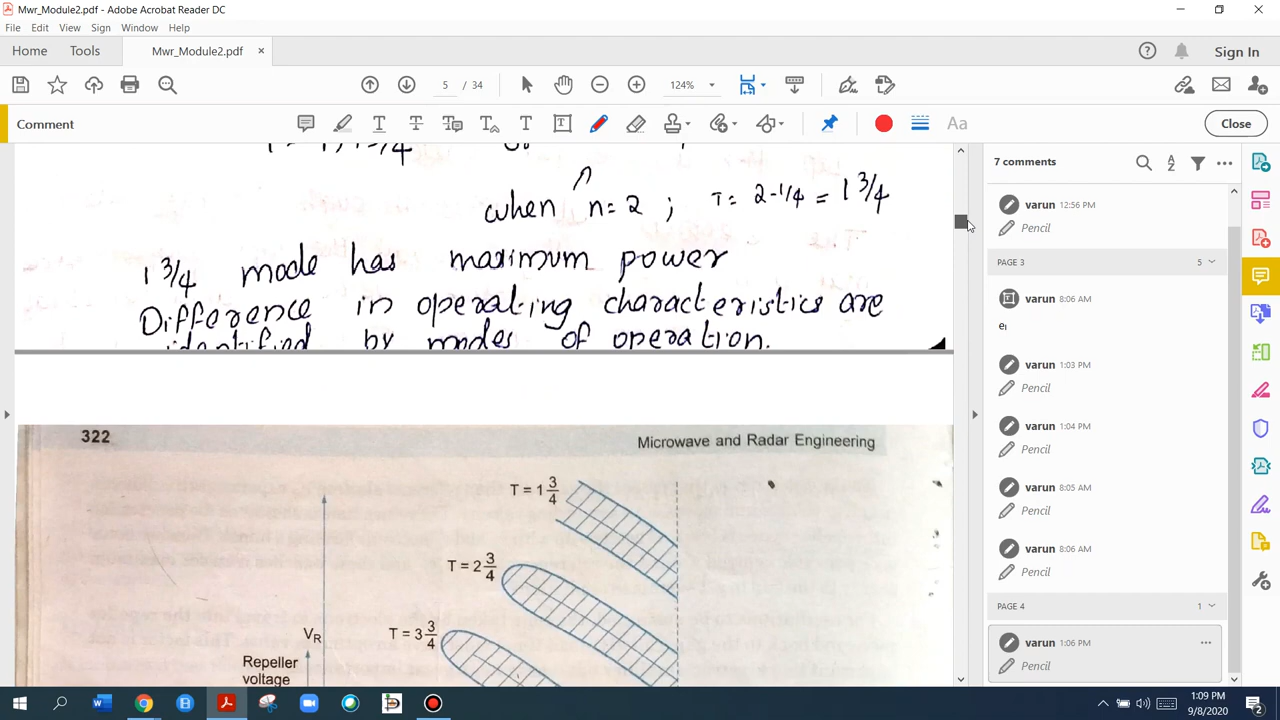 Mwr_Module2.pdf - Adobe Acrobat Reader DC
File Edit View Sign Window Help
Home Tools Mwr_Module2.pdf × Sign In
5 / 34 124%
Comment Aa Close
7 comments
when n=2 ; T= 2-1/4 = 1 3/4
1 3/4 mode has maximum power
Difference in operating characteristics are
identified by modes of operation.
322 Microwave and Radar Engineering
T = 1 3/4
T = 2 3/4
T = 3 3/4
VR
Repeller
voltage
varun 12:56 PM
Pencil
PAGE 3 5
varun 8:06 AM
varun 1:03 PM
Pencil
varun 1:04 PM
Pencil
varun 8:05 AM
Pencil
varun 8:06 AM
Pencil
PAGE 4 1
varun 1:06 PM
Pencil
1:09 PM
9/8/2020
2